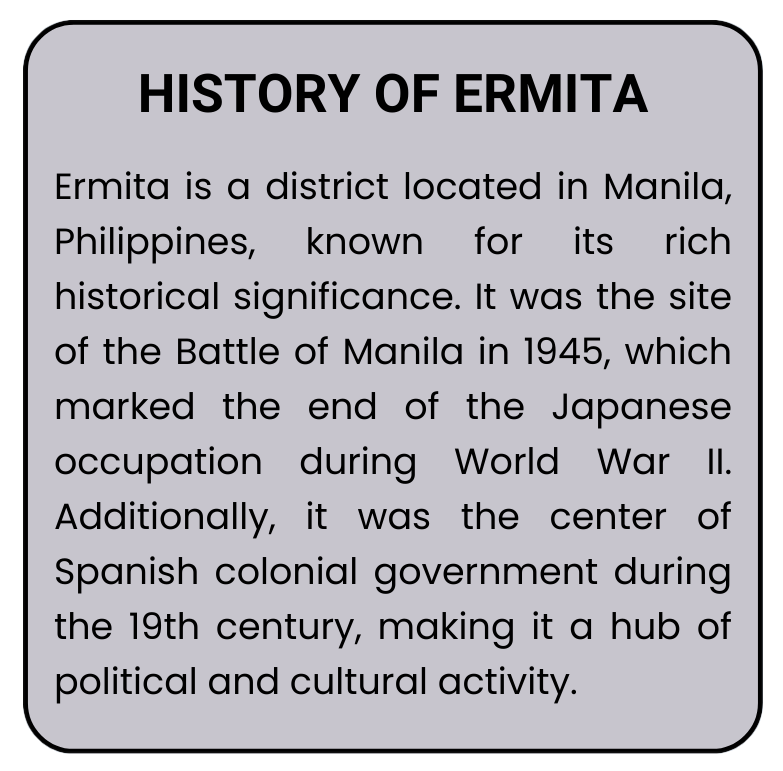 HISTORY OF ERMITA
Ermita is a district located in Manila,
Philippines, known for its rich
historical significance. It was the site
of the Battle of Manila in 1945, which
marked the end of the Japanese
occupation during World War II.
Additionally, it was the center of
Spanish colonial government during
the 19th century, making it a hub of
political and cultural activity.